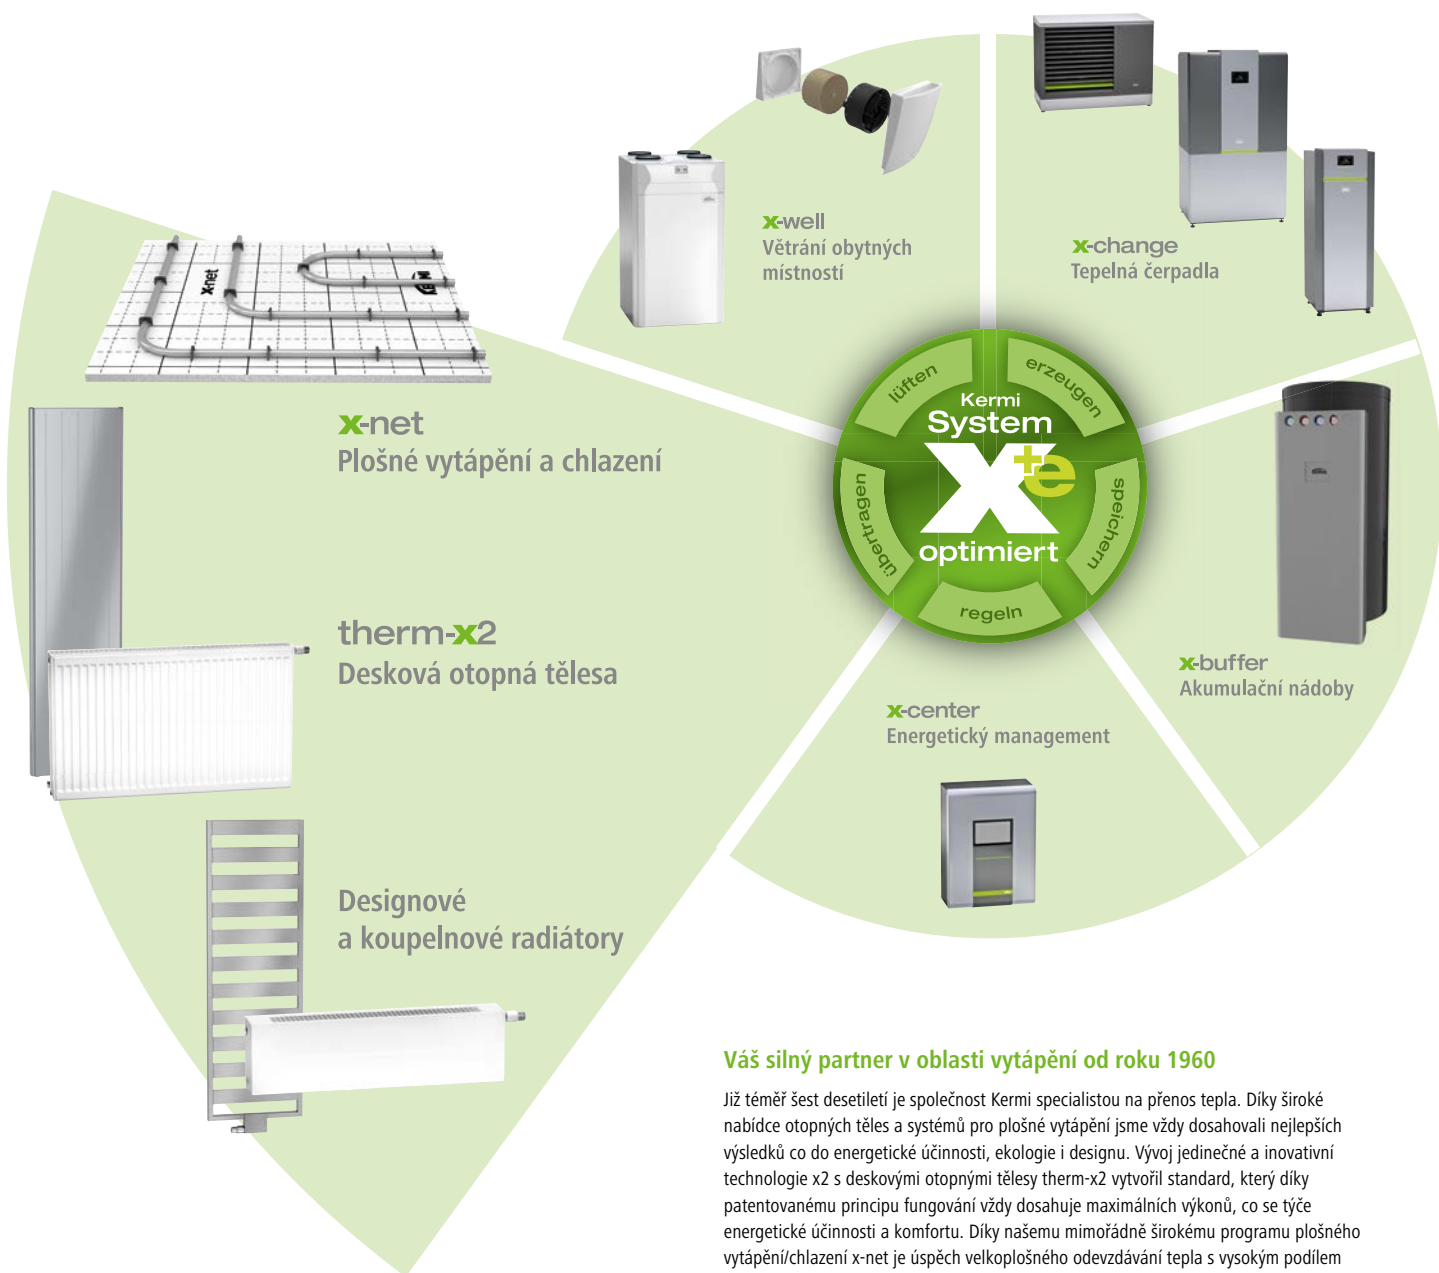 x-well
Větrání obytných
místností
x-change
Tepelná čerpadla
x-net
KERMI
x-net
Plošné vytápění a chlazení
lüften
erzeugen
Kermi
System
x+e
optimiert
übertragen
speichern
regeln
therm-x2
Desková otopná tělesa
x-buffer
Akumulační nádoby
x-center
Energetický management
Designové
a koupelnové radiátory
Váš silný partner v oblasti vytápění od roku 1960
Již téměř šest desetiletí je společnost Kermi specialistou na přenos tepla. Díky široké
nabídce otopných těles a systémů pro plošné vytápění jsme vždy dosahovali nejlepších
výsledků co do energetické účinnosti, ekologie i designu. Vývoj jedinečné a inovativní
technologie x2 s deskovými otopnými tělesy therm-x2 vytvořil standard, který díky
patentovanému principu fungování vždy dosahuje maximálních výkonů, co se týče
energetické účinnosti a komfortu. Díky našemu mimořádně širokému programu plošného
vytápění/chlazení x-net je úspěch velkoplošného odevzdávání tepla s vysokým podílem